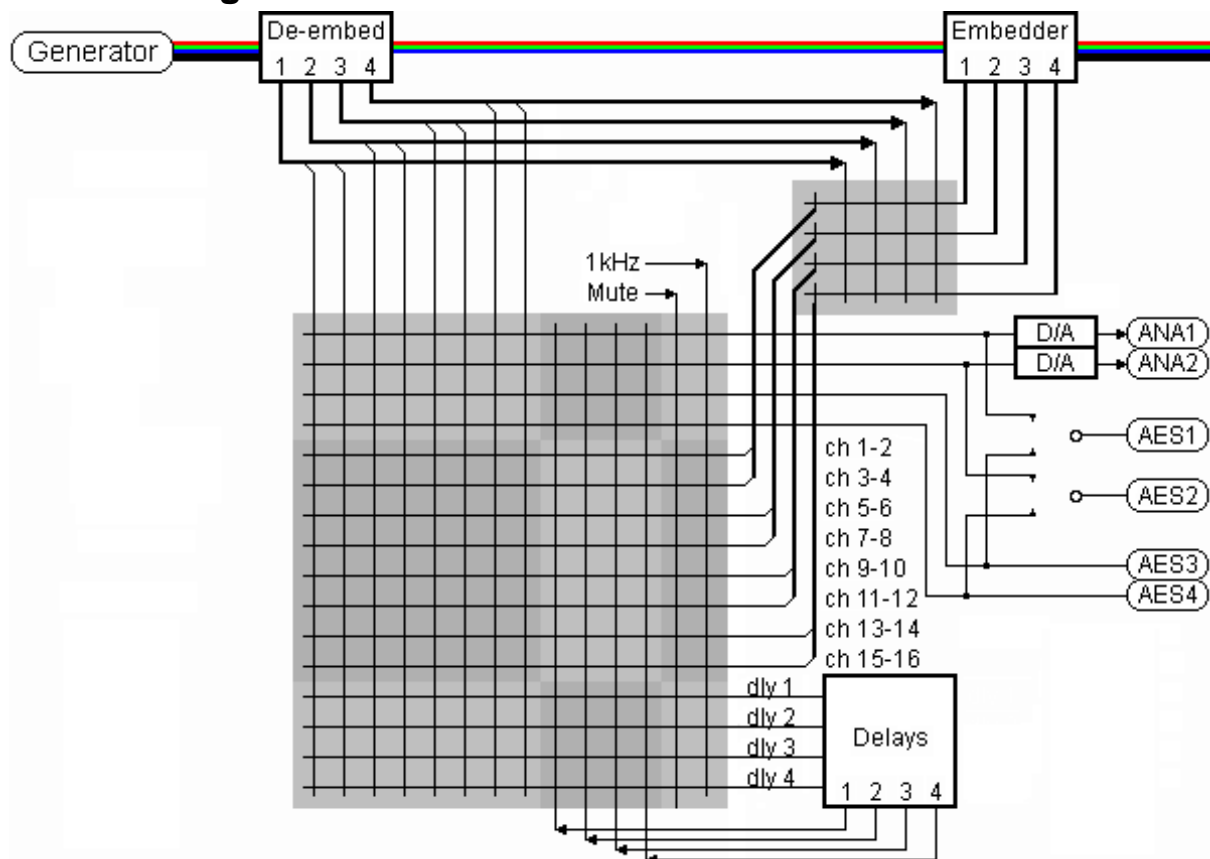 De-embed
Generator
1 2 3 4
Embedder
1 2 3 4
1kHz
Mute
D/A
ANA1
D/A
ANA2
AES1
ch 1-2
ch 3-4
AES2
ch 5-6
ch 7-8
ch 9-10
AES3
ch 11-12
AES4
ch 13-14
ch 15-16
dly 1
dly 2
dly 3
dly 4
Delays
1 2 3 4